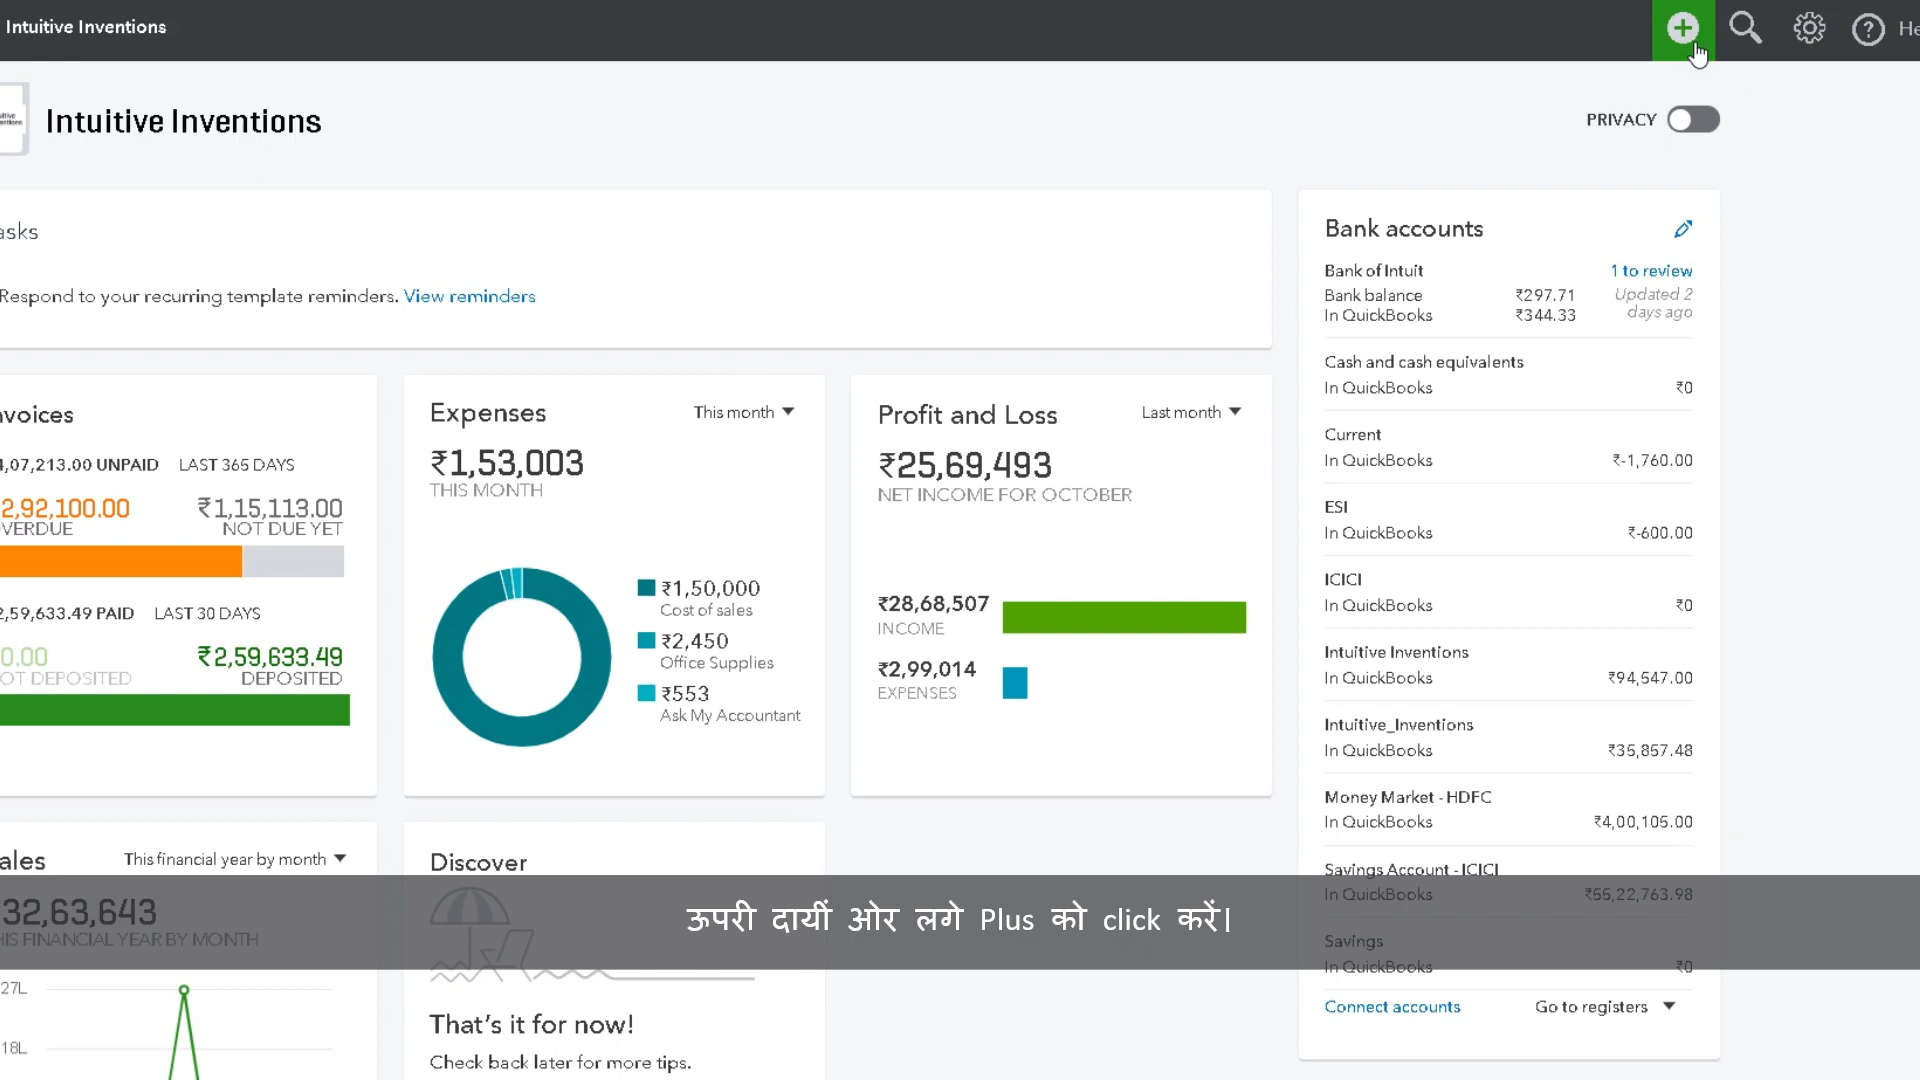 Intuitive Inventions
Intuitive Inventions
PRIVACY
asks
Respond to your recurring template reminders. View reminders
Bank accounts
Bank of Intuit 1 to review
Bank balance ₹297.71 Updated 2
In QuickBooks ₹344.33 days ago
Cash and cash equivalents
In QuickBooks ₹0
Current
In QuickBooks ₹-1,760.00
ESI
In QuickBooks ₹-600.00
ICICI
In QuickBooks ₹0
Intuitive Inventions
In QuickBooks ₹94,547.00
Intuitive_Inventions
In QuickBooks ₹35,857.48
Money Market - HDFC
In QuickBooks ₹4,00,105.00
Savings Account - ICICI
In QuickBooks ₹55,22,763.98
Savings
In QuickBooks ₹0
Connect accounts Go to registers
nvoices
,07,213.00 UNPAID LAST 365 DAYS
2,92,100.00 ₹1,15,113.00
VERDUE NOT DUE YET
2,59,633.49 PAID LAST 30 DAYS
0.00 ₹2,59,633.49
OT DEPOSITED DEPOSITED
Expenses This month
₹1,53,003
THIS MONTH
₹1,50,000
Cost of sales
₹2,450
Office Supplies
₹553
Ask My Accountant
Profit and Loss Last month
₹25,69,493
NET INCOME FOR OCTOBER
₹28,68,507
INCOME
₹2,99,014
EXPENSES
ales This financial year by month
32,63,643
HIS FINANCIAL YEAR BY MONTH
27L
18L
Discover
That's it for now!
Check back later for more tips.
ऊपरी दायीं ओर लगे Plus को click करें|